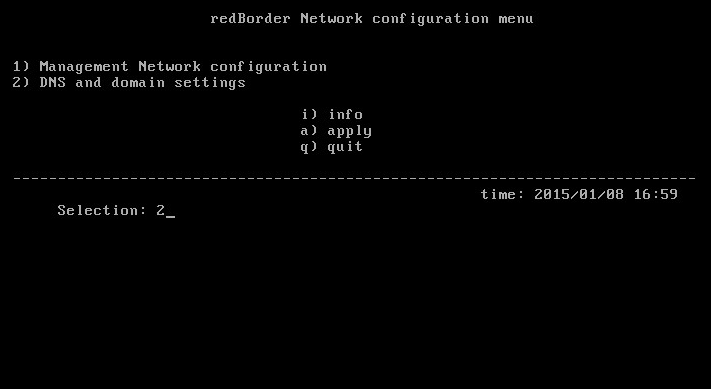 redBorder Network configuration menu
1) Management Network configuration
2) DNS and domain settings
i) info
a) apply
q) quit
----------------------------------------------------------------------------
time: 2015/01/08 16:59
Selection: 2_